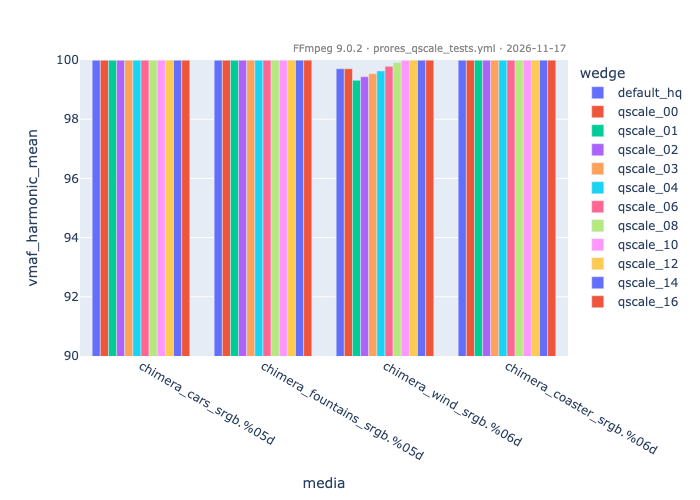 FFmpeg 9.0.2 · prores_qscale_tests.yml · 2026-11-17
100
98
96
94
92
90
vmaf_harmonic_mean
chimera_cars_srgb.%05d
chimera_fountains_srgb.%05d
chimera_wind_srgb.%06d
chimera_coaster_srgb.%06d
media
wedge
default_hq
qscale_00
qscale_01
qscale_02
qscale_03
qscale_04
qscale_06
qscale_08
qscale_10
qscale_12
qscale_14
qscale_16